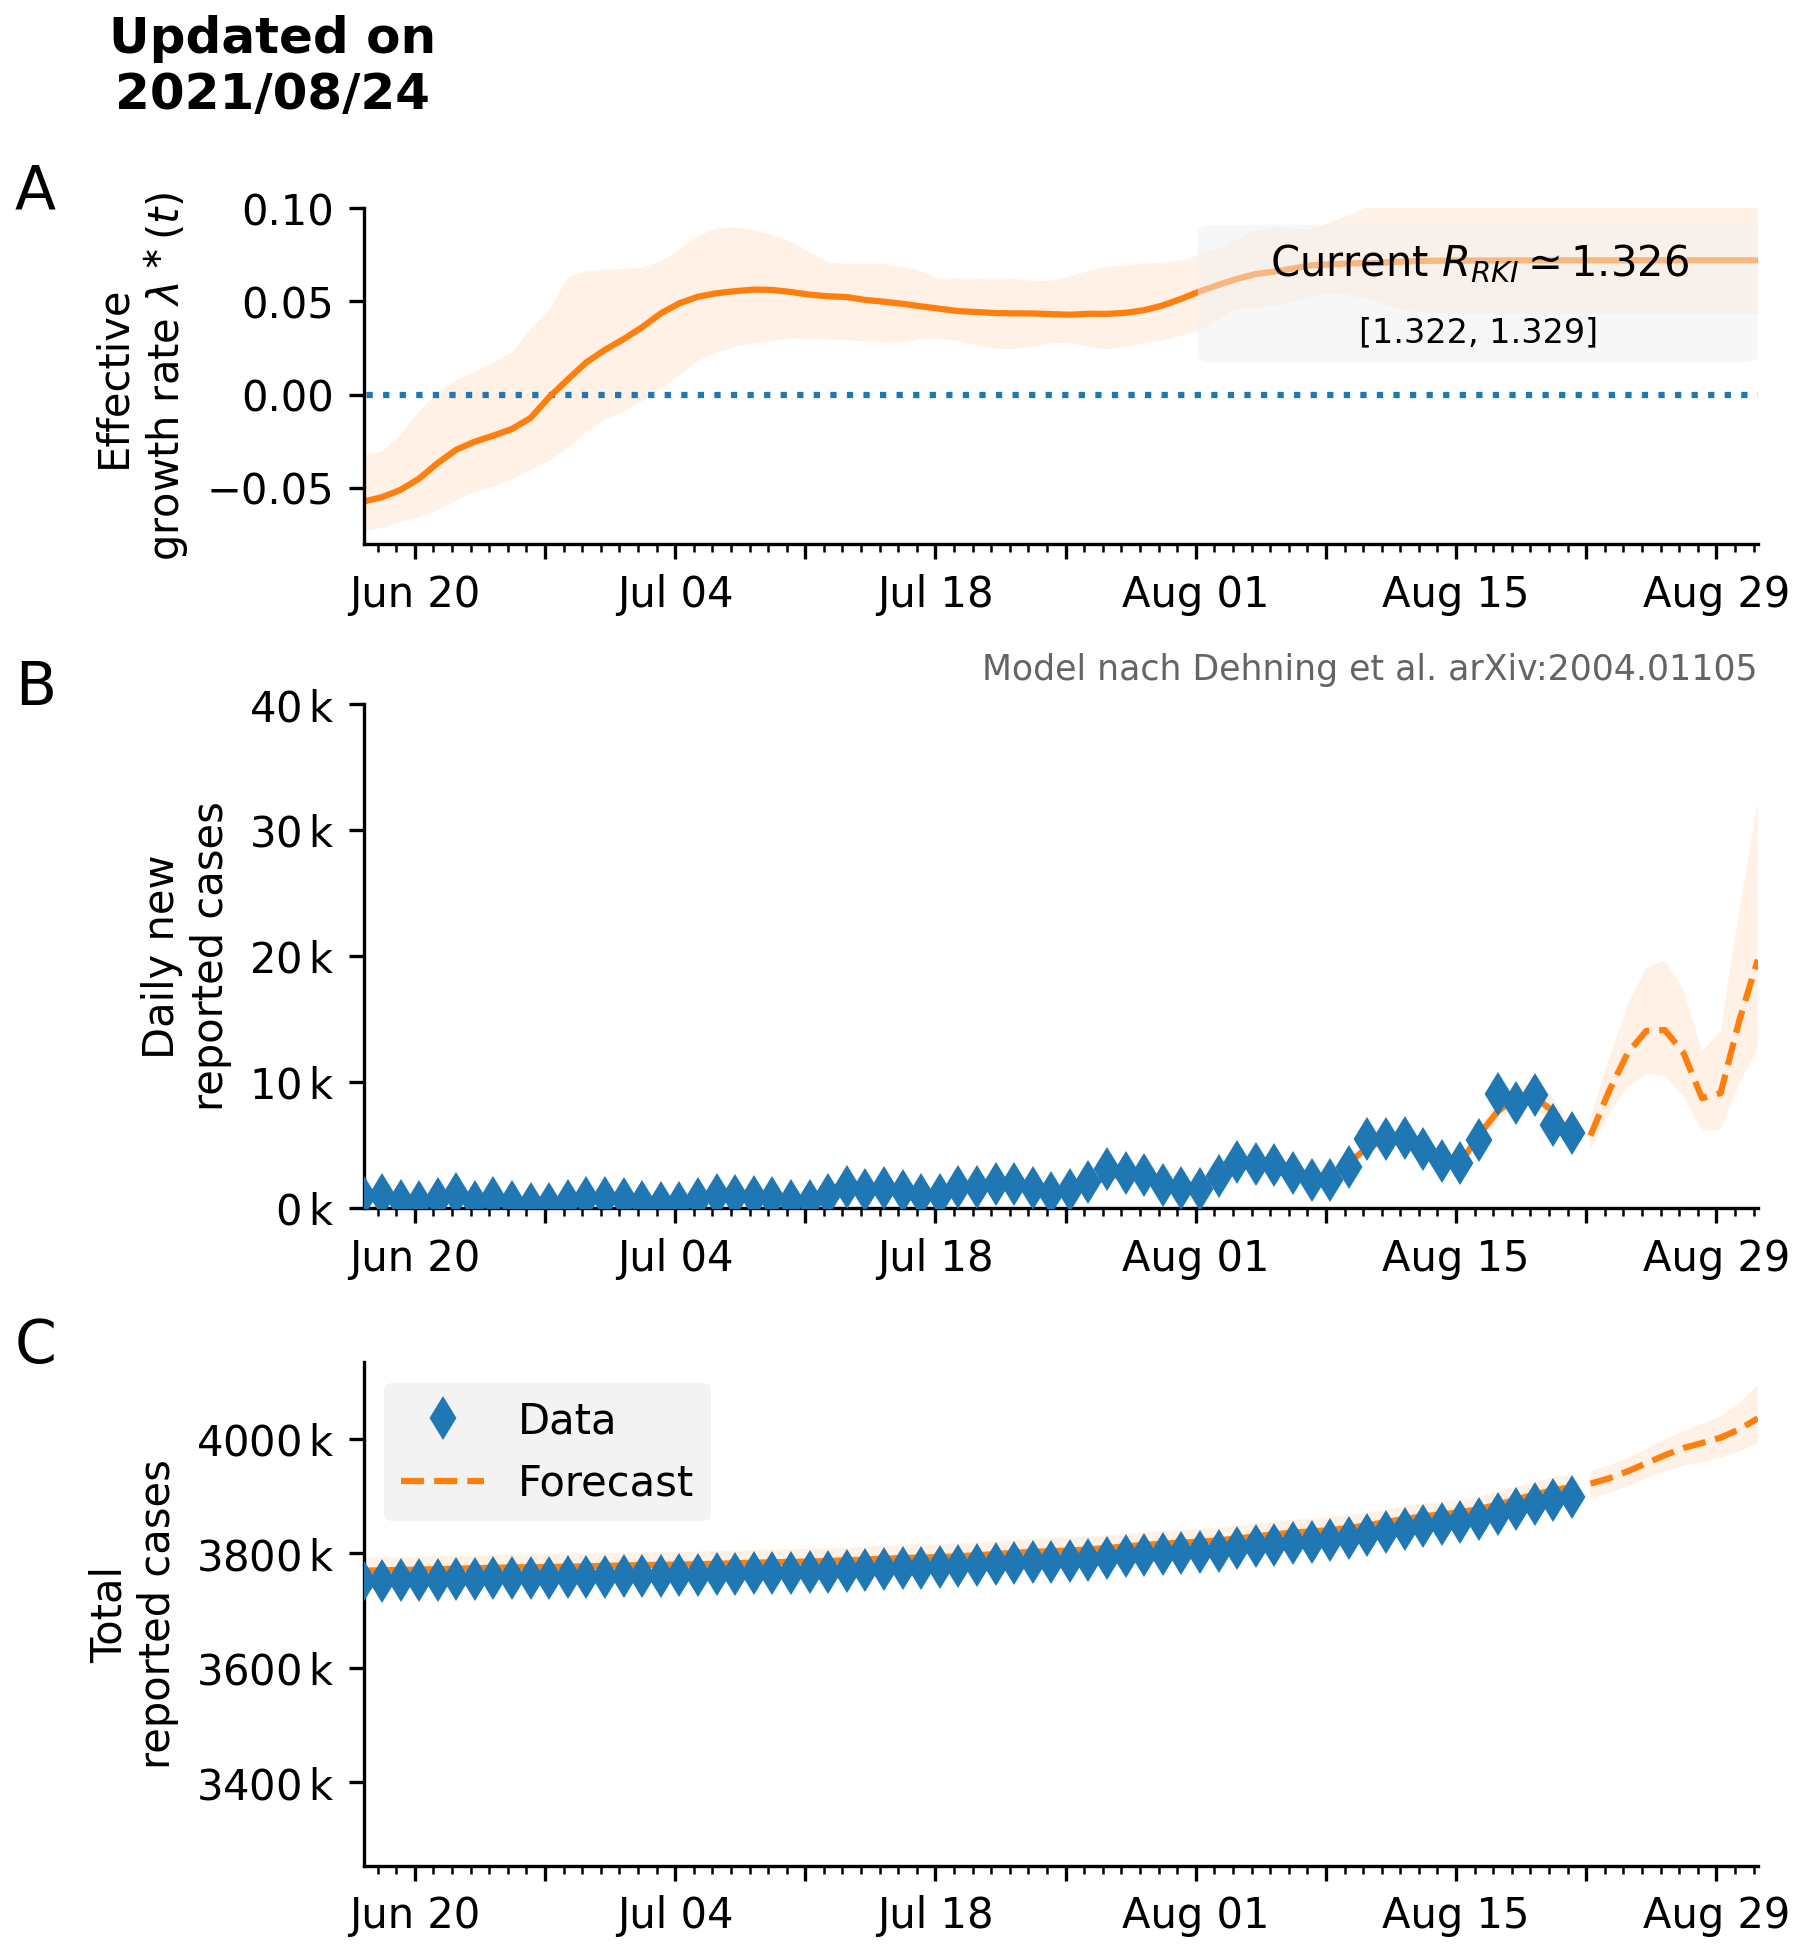 Updated on
2021/08/24
A
Effective
growth rate λ * (t)
0.10
0.05
0.00
−0.05
Current R_RKI ≃ 1.326
[1.322, 1.329]
Jun 20
Jul 04
Jul 18
Aug 01
Aug 15
Aug 29
Model nach Dehning et al. arXiv:2004.01105
B
Daily new
reported cases
40 k
30 k
20 k
10 k
0 k
Jun 20
Jul 04
Jul 18
Aug 01
Aug 15
Aug 29
C
Total
reported cases
4000 k
3800 k
3600 k
3400 k
Data
Forecast
Jun 20
Jul 04
Jul 18
Aug 01
Aug 15
Aug 29